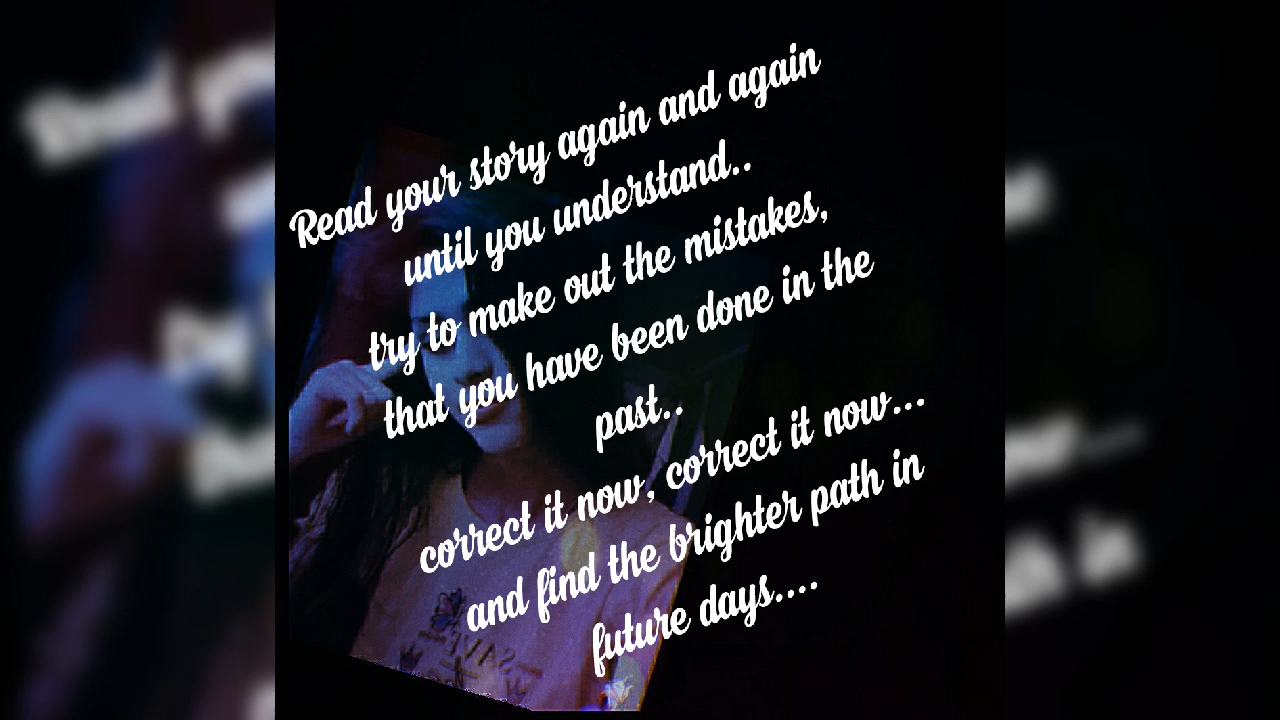 Read your story again and again
until you understand..
try to make out the mistakes,
that you have been done in the
past..
correct it now, correct it now...
and find the brighter path in
future days....